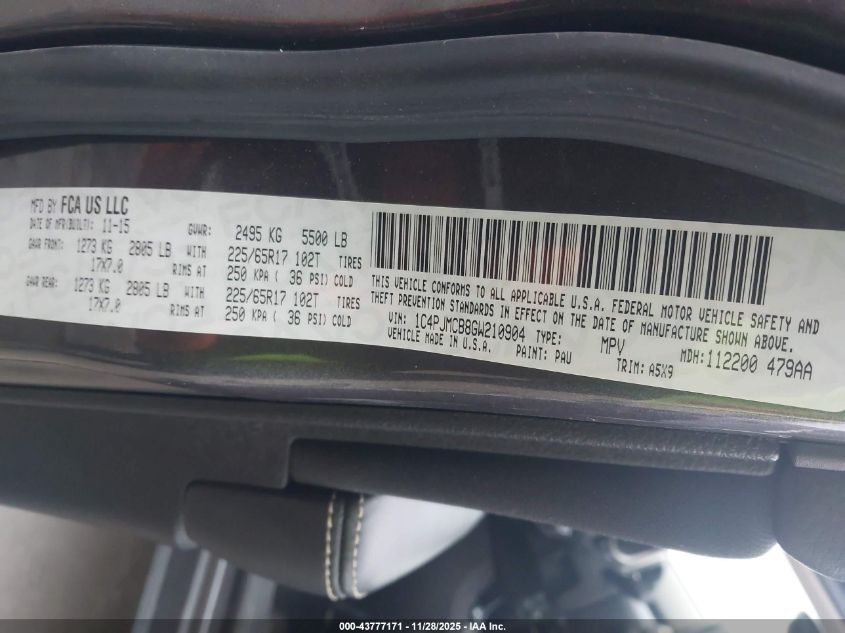 MFD BY FCA US LLC
DATE OF MFR(BUILT): 11-15 GVWR: 2495 KG 5500 LB
GAWR FRONT: 1273 KG 2805 LB WITH 225/65R17 102T TIRES
17X7.0 RIMS AT 250 KPA ( 36 PSI) COLD
GAWR REAR: 1273 KG 2805 LB WITH 225/65R17 102T TIRES
17X7.0 RIMS AT 250 KPA ( 36 PSI) COLD
THIS VEHICLE CONFORMS TO ALL APPLICABLE U.S.A. FEDERAL MOTOR VEHICLE SAFETY AND
THEFT PREVENTION STANDARDS IN EFFECT ON THE DATE OF MANUFACTURE SHOWN ABOVE.
VIN: 1C4PJMCB8GW210904 TYPE: MPV MDH: 112200 479AA
VEHICLE MADE IN U.S.A. PAINT: PAU TRIM: A5X9
000-43777171 - 11/28/2025 - IAA Inc.